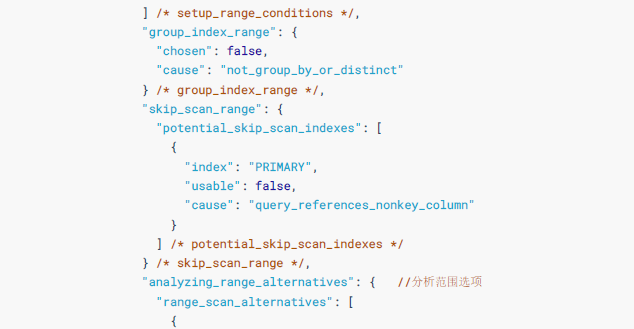 ] /* setup_range_conditions */,
"group_index_range": {
"chosen": false,
"cause": "not_group_by_or_distinct"
} /* group_index_range */,
"skip_scan_range": {
"potential_skip_scan_indexes": [
{
"index": "PRIMARY",
"usable": false,
"cause": "query_references_nonkey_column"
}
] /* potential_skip_scan_indexes */
} /* skip_scan_range */,
"analyzing_range_alternatives": {   //分析范围选项
"range_scan_alternatives": [
{